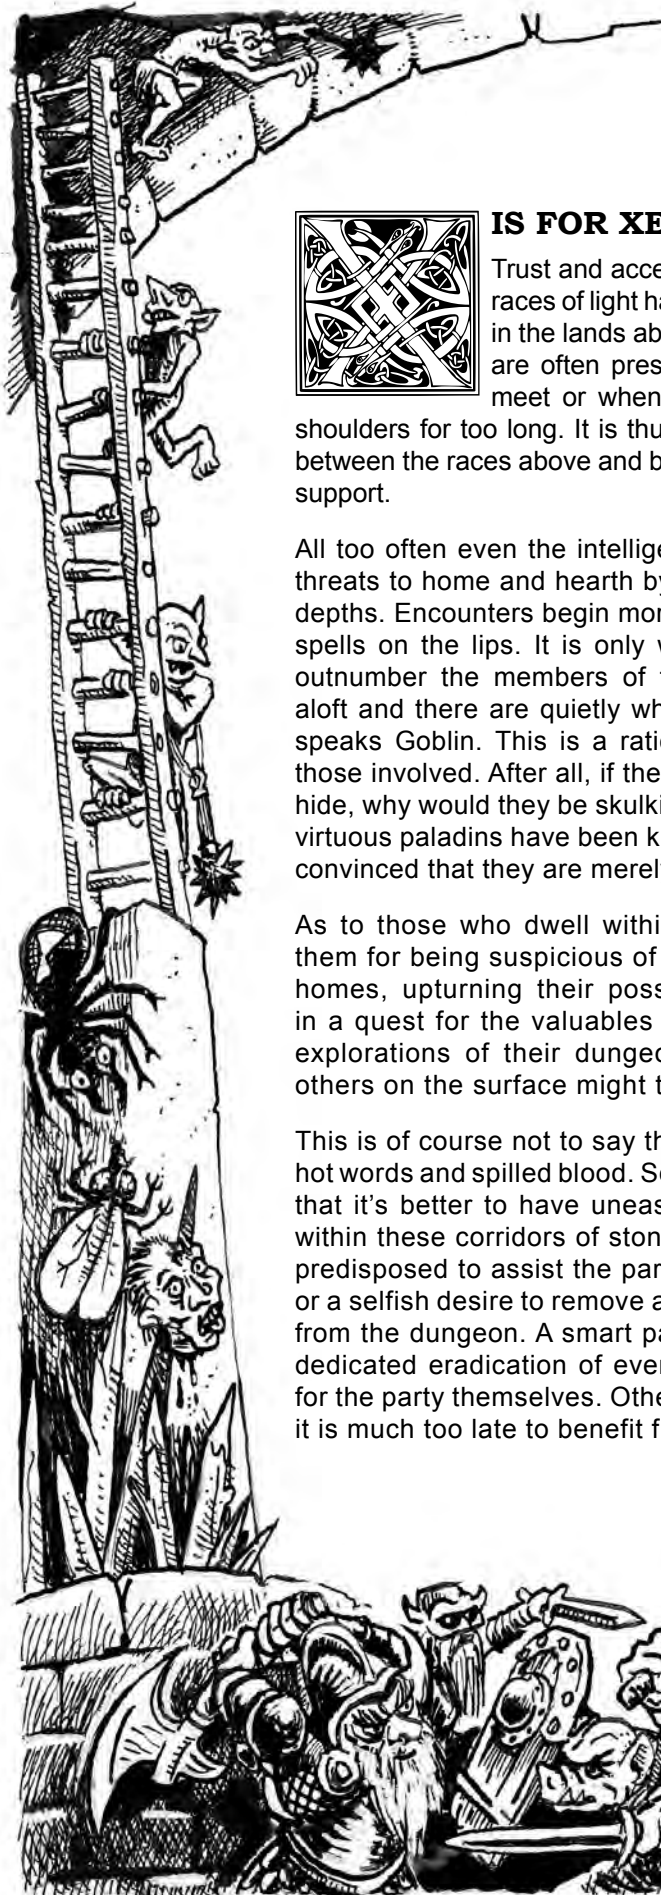 X
IS FOR XE
Trust and acce
races of light ha
in the lands ab
are often pres
meet or when
shoulders for too long. It is thu
between the races above and b
support.
All too often even the intellige
threats to home and hearth by
depths. Encounters begin mor
spells on the lips. It is only w
outnumber the members of t
aloft and there are quietly wh
speaks Goblin. This is a ratio
those involved. After all, if the
hide, why would they be skulki
virtuous paladins have been k
convinced that they are merel
As to those who dwell withi
them for being suspicious of
homes, upturning their poss
in a quest for the valuables
explorations of their dungeo
others on the surface might t
This is of course not to say th
hot words and spilled blood. So
that it's better to have uneas
within these corridors of ston
predisposed to assist the par
or a selfish desire to remove a
from the dungeon. A smart pa
dedicated eradication of ever
for the party themselves. Othe
it is much too late to benefit f